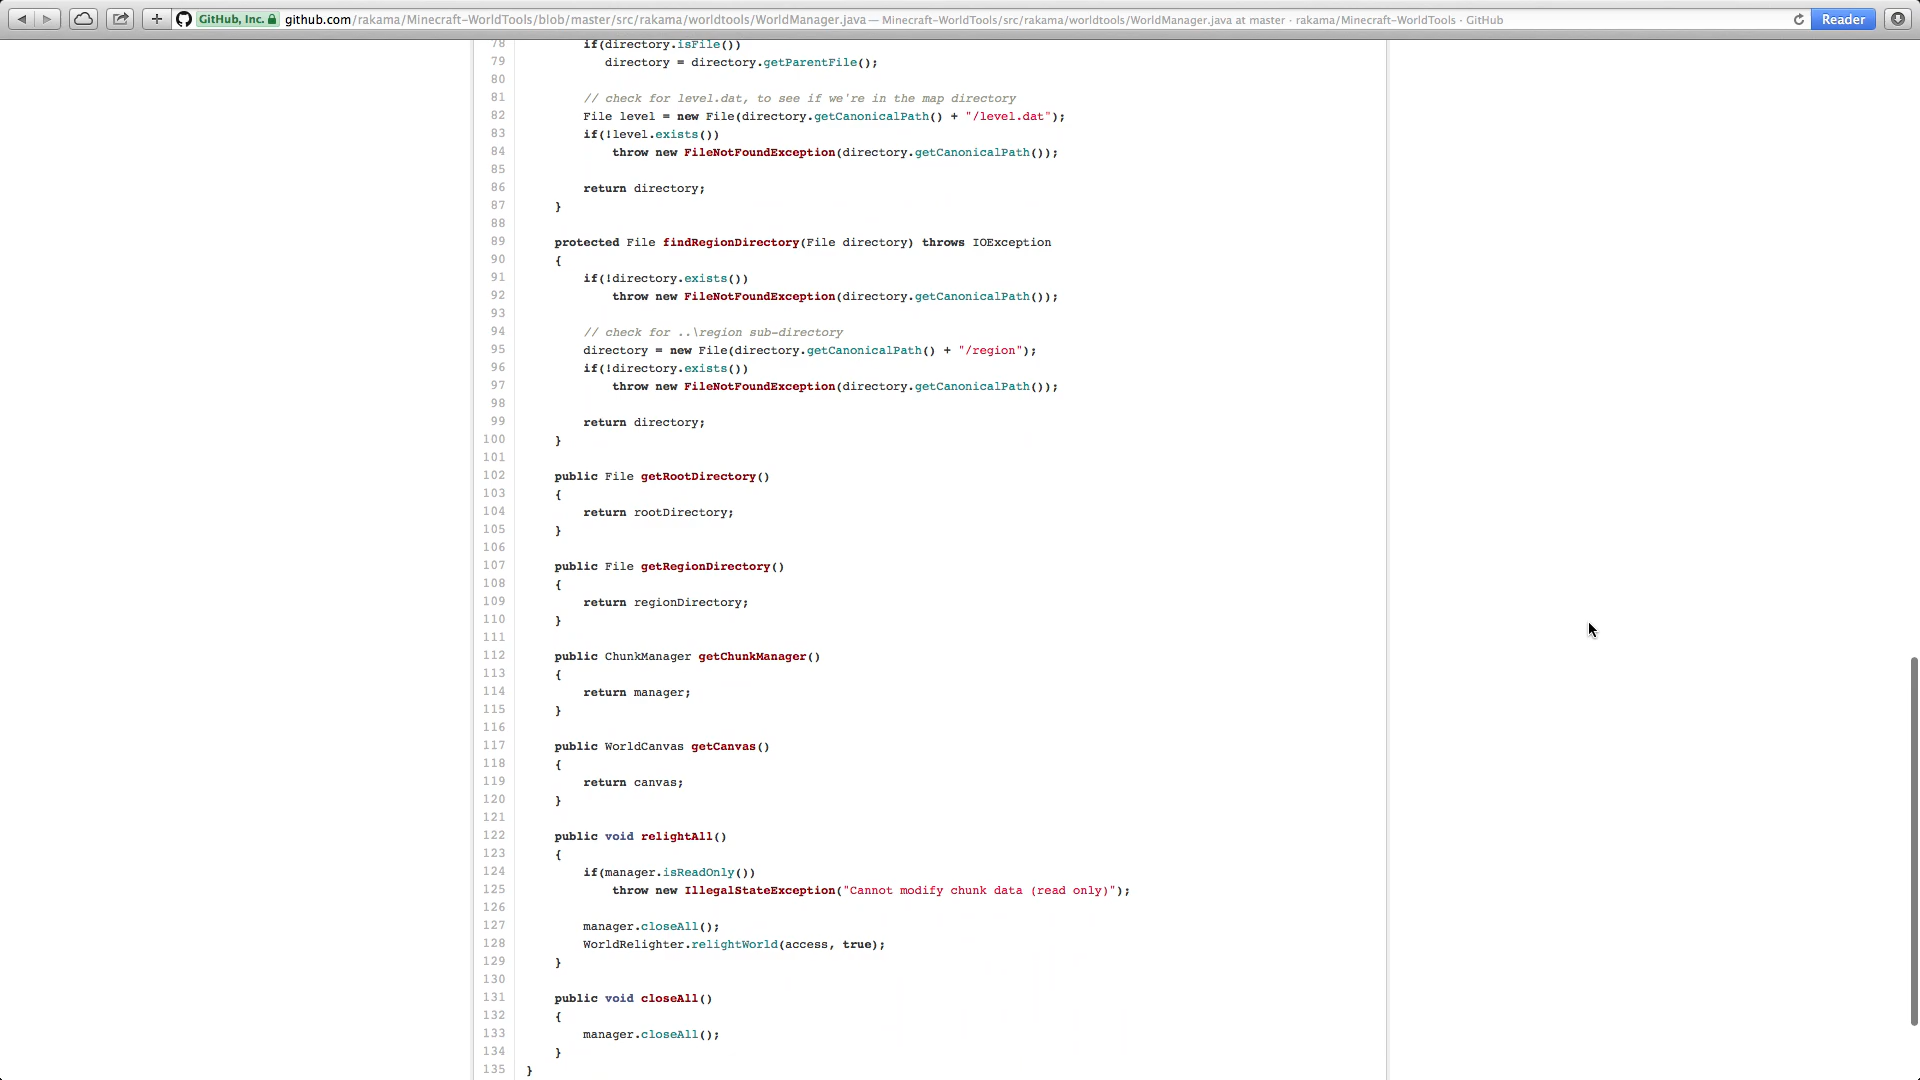 GitHub, Inc. github.com/rakama/Minecraft-WorldTools/blob/master/src/rakama/worldtools/WorldManager.java — Minecraft-WorldTools/src/rakama/worldtools/WorldManager.java at master · rakama/Minecraft-WorldTools · GitHub Reader
78 if(directory.isFile())
79 directory = directory.getParentFile();
80
81 // check for level.dat, to see if we're in the map directory
82 File level = new File(directory.getCanonicalPath() + "/level.dat");
83 if(!level.exists())
84 throw new FileNotFoundException(directory.getCanonicalPath());
85
86 return directory;
87 }
88
89 protected File findRegionDirectory(File directory) throws IOException
90 {
91 if(!directory.exists())
92 throw new FileNotFoundException(directory.getCanonicalPath());
93
94 // check for ..\region sub-directory
95 directory = new File(directory.getCanonicalPath() + "/region");
96 if(!directory.exists())
97 throw new FileNotFoundException(directory.getCanonicalPath());
98
99 return directory;
100 }
101
102 public File getRootDirectory()
103 {
104 return rootDirectory;
105 }
106
107 public File getRegionDirectory()
108 {
109 return regionDirectory;
110 }
111
112 public ChunkManager getChunkManager()
113 {
114 return manager;
115 }
116
117 public WorldCanvas getCanvas()
118 {
119 return canvas;
120 }
121
122 public void relightAll()
123 {
124 if(manager.isReadOnly())
125 throw new IllegalStateException("Cannot modify chunk data (read only)");
126
127 manager.closeAll();
128 WorldRelighter.relightWorld(access, true);
129 }
130
131 public void closeAll()
132 {
133 manager.closeAll();
134 }
135 }